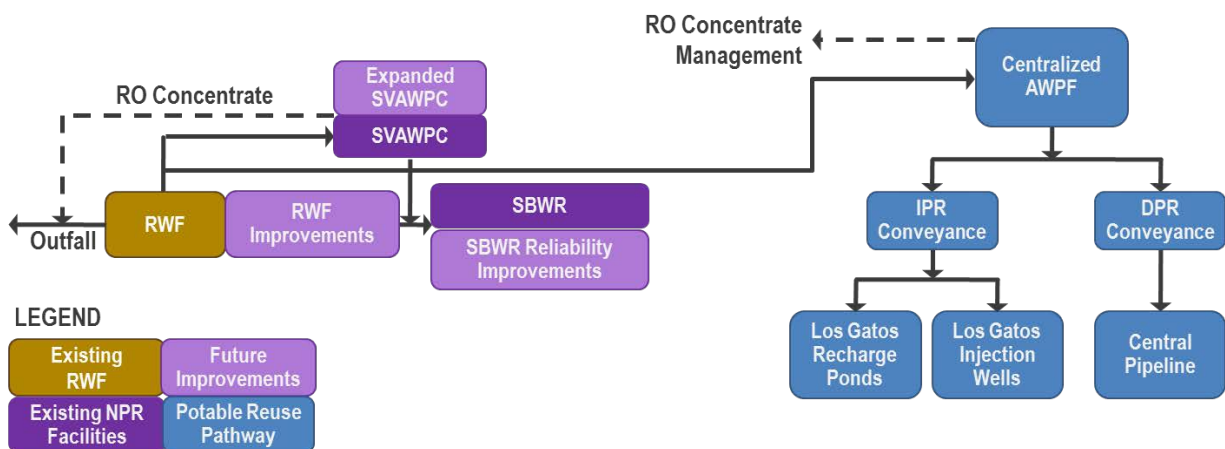 RO Concentrate
Management
Centralized
AWPF
RO Concentrate
Expanded
SVAWPC
SVAWPC
RWF
RWF
Improvements
SBWR
SBWR Reliability
Improvements
Outfall
IPR
Conveyance
DPR
Conveyance
Los Gatos
Recharge
Ponds
Los Gatos
Injection
Wells
Central
Pipeline
LEGEND
Existing
RWF
Future
Improvements
Existing NPR
Facilities
Potable Reuse
Pathway